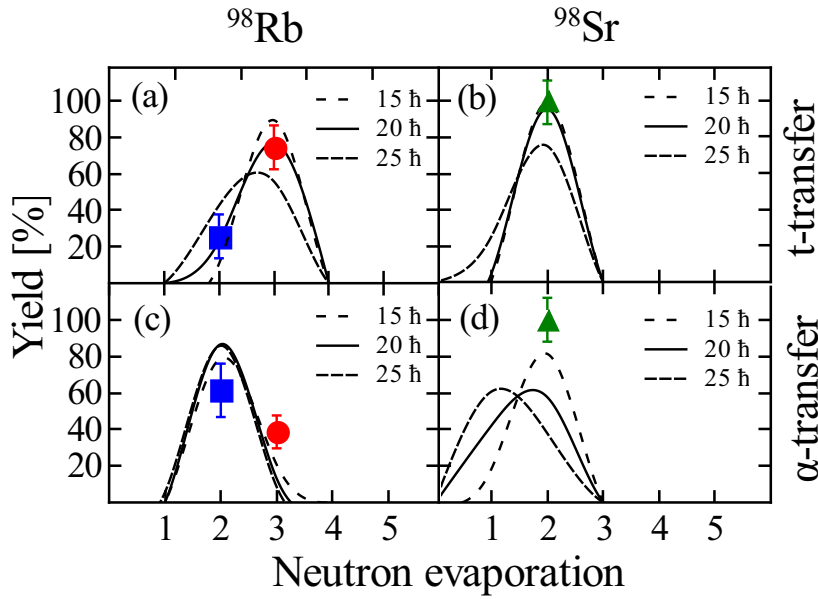 ⁹⁸Rb
⁹⁸Sr
(a)
15 ħ
20 ħ
25 ħ
(b)
15 ħ
20 ħ
25 ħ
100
80
60
40
20
t-transfer
Yield [%]
(c)
15 ħ
20 ħ
25 ħ
(d)
15 ħ
20 ħ
25 ħ
100
80
60
40
20
α-transfer
1 2 3 4 5
1 2 3 4 5
Neutron evaporation